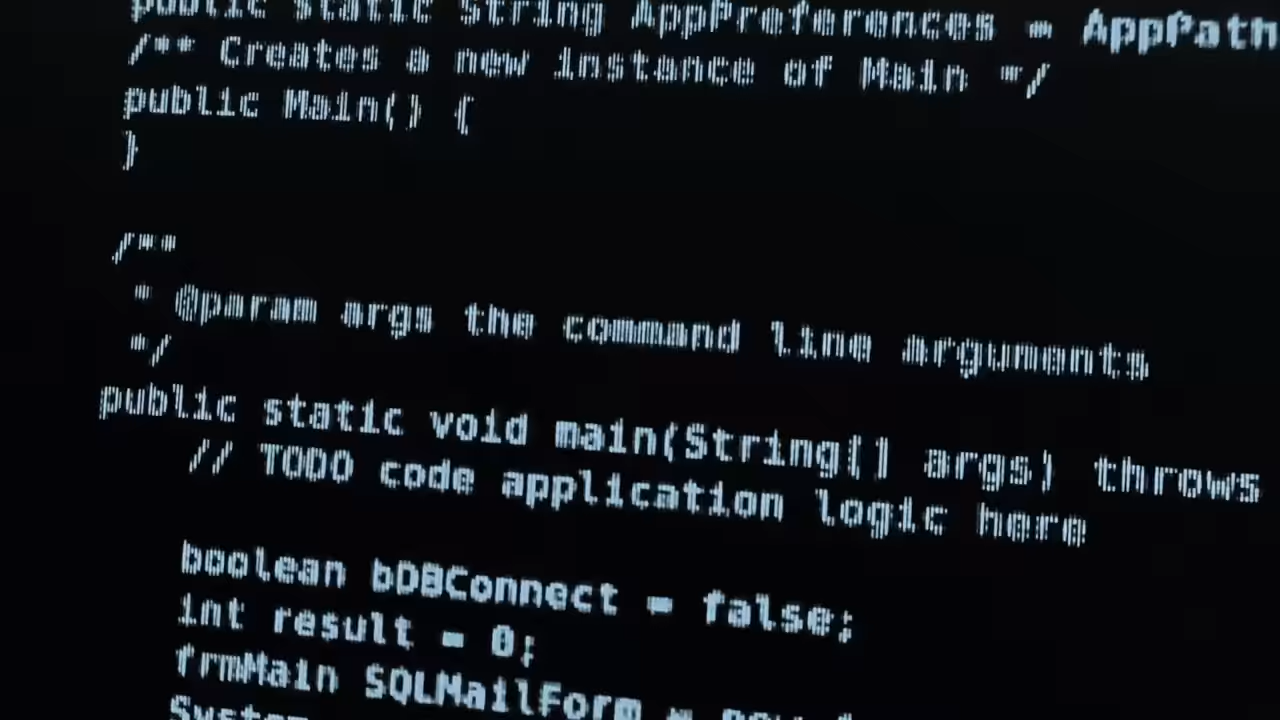 public static String AppPreferences = AppPath
/** Creates a new instance of Main */
public Main() {
}
/**
* @param args the command line arguments
*/
public static void main(String[] args) throws
// TODO code application logic here
boolean bDBConnect = false;
int result = 0;
frmMain SQLMailForm = new
System